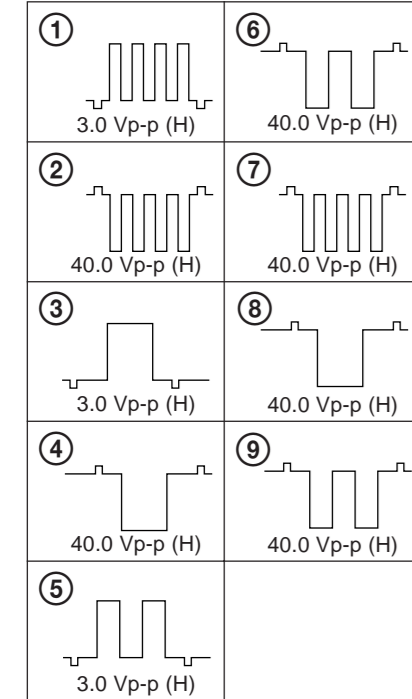 ①
3.0 Vp-p (H)
②
40.0 Vp-p (H)
③
3.0 Vp-p (H)
④
40.0 Vp-p (H)
⑤
3.0 Vp-p (H)
⑥
40.0 Vp-p (H)
⑦
40.0 Vp-p (H)
⑧
40.0 Vp-p (H)
⑨
40.0 Vp-p (H)